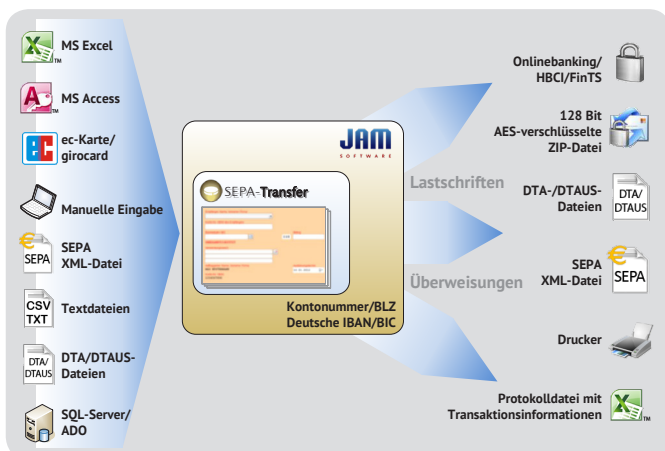 MS Excel
MS Access
ec-Karte/
girocard
Manuelle Eingabe
SEPA
SEPA
XML-Datei
CSV
TXT
Textdateien
DTA/
DTAUS
DTA/DTAUS-
Dateien
SQL-Server/
ADO
JAM
SOFTWARE
SEPA-Transfer
Kontonummer/BLZ
Deutsche IBAN/BIC
Lastschriften
Überweisungen
Onlinebanking/
HBCI/FinTS
128 Bit
AES-verschlüsselte
ZIP-Datei
DTA-/DTAUS-
Dateien
DTA/
DTAUS
SEPA
XML-Datei
SEPA
Drucker
Protokolldatei mit
Transaktionsinformationen